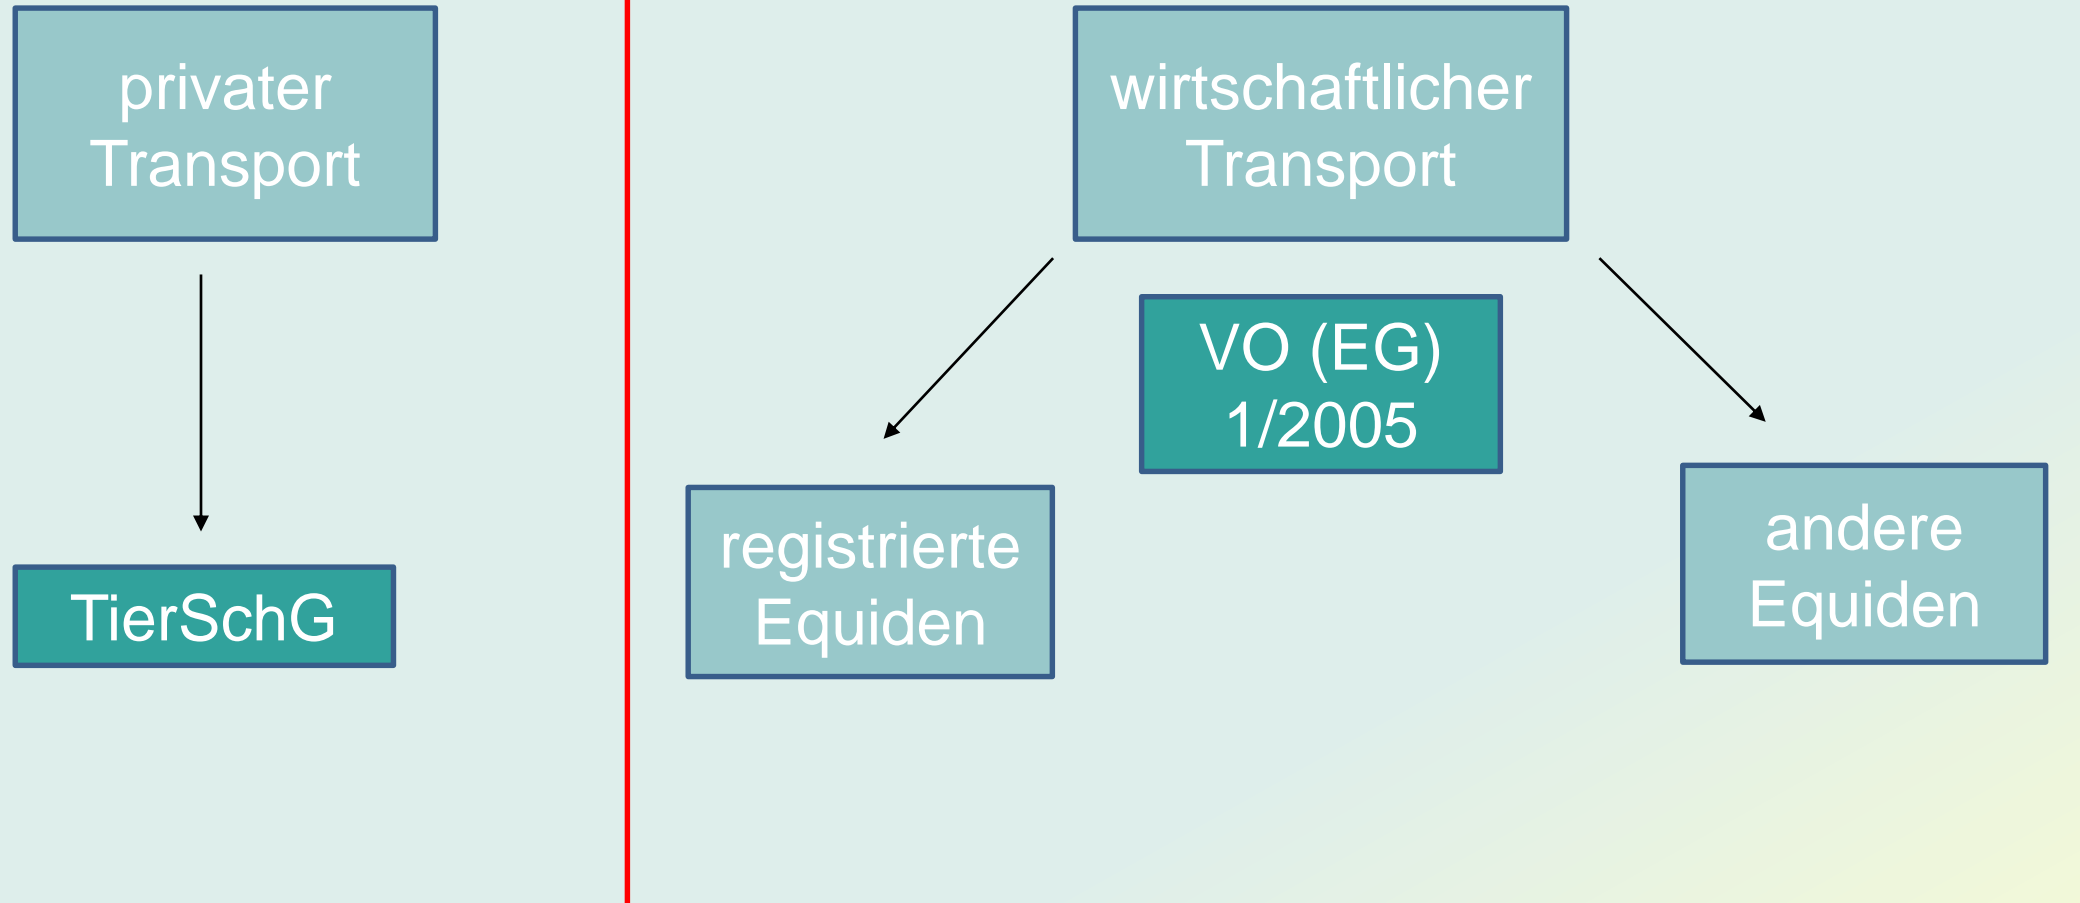 privater
Transport
TierSchG
wirtschaftlicher
Transport
VO (EG)
1/2005
registrierte
Equiden
andere
Equiden